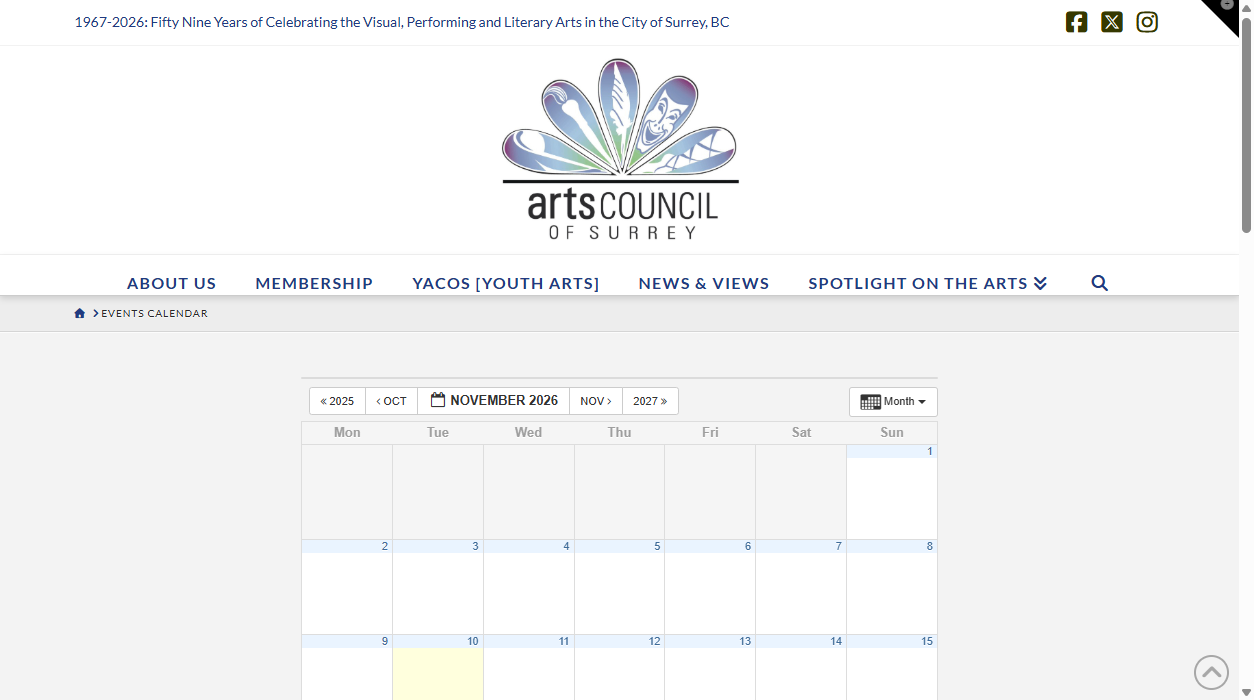 1967-2026: Fifty Nine Years of Celebrating the Visual, Performing and Literary Arts in the City of Surrey, BC
arts COUNCIL
OF SURREY
ABOUT US MEMBERSHIP YACOS [YOUTH ARTS] NEWS & VIEWS SPOTLIGHT ON THE ARTS
EVENTS CALENDAR
« 2025 ‹ OCT NOVEMBER 2026 NOV › 2027 » Month
Mon Tue Wed Thu Fri Sat Sun
1
2 3 4 5 6 7 8
9 10 11 12 13 14 15